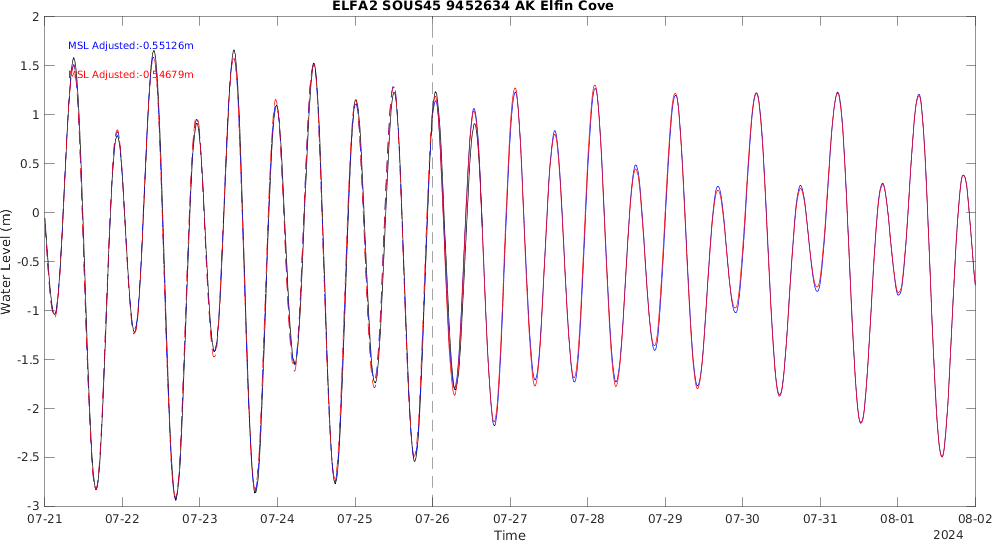 ELFA2 SOUS45 9452634 AK Elfin Cove
MSL Adjusted:-0.55126m
MSL Adjusted:-0.54679m
Water Level (m)
2
1.5
1
0.5
0
-0.5
-1
-1.5
-2
-2.5
-3
07-21 07-22 07-23 07-24 07-25 07-26 07-27 07-28 07-29 07-30 07-31 08-01 08-02
Time
2024